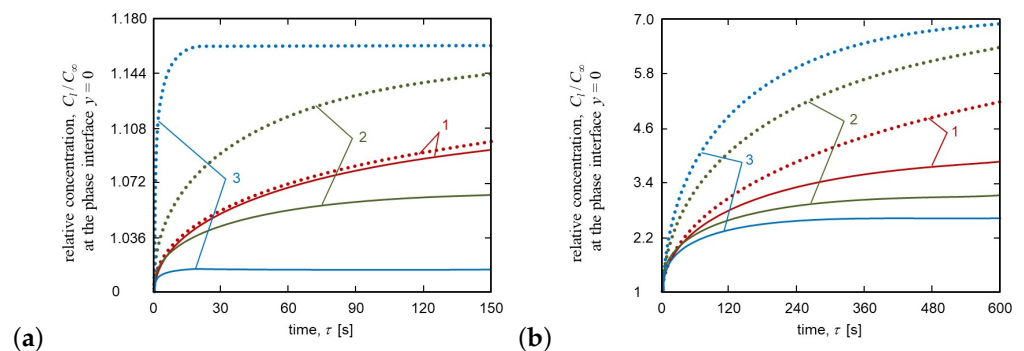 1.180
1.144
1.108
1.072
1.036
0
0 30 60 90 120 150
time, τ [s]
relative concentration, C_l / C_∞
at the phase interface y = 0
1
2
3
(a)
7.0
5.8
4.6
3.4
2.2
1
0 120 240 360 480 600
time, τ [s]
relative concentration, C_l / C_∞
at the phase interface y = 0
1
2
3
(b)